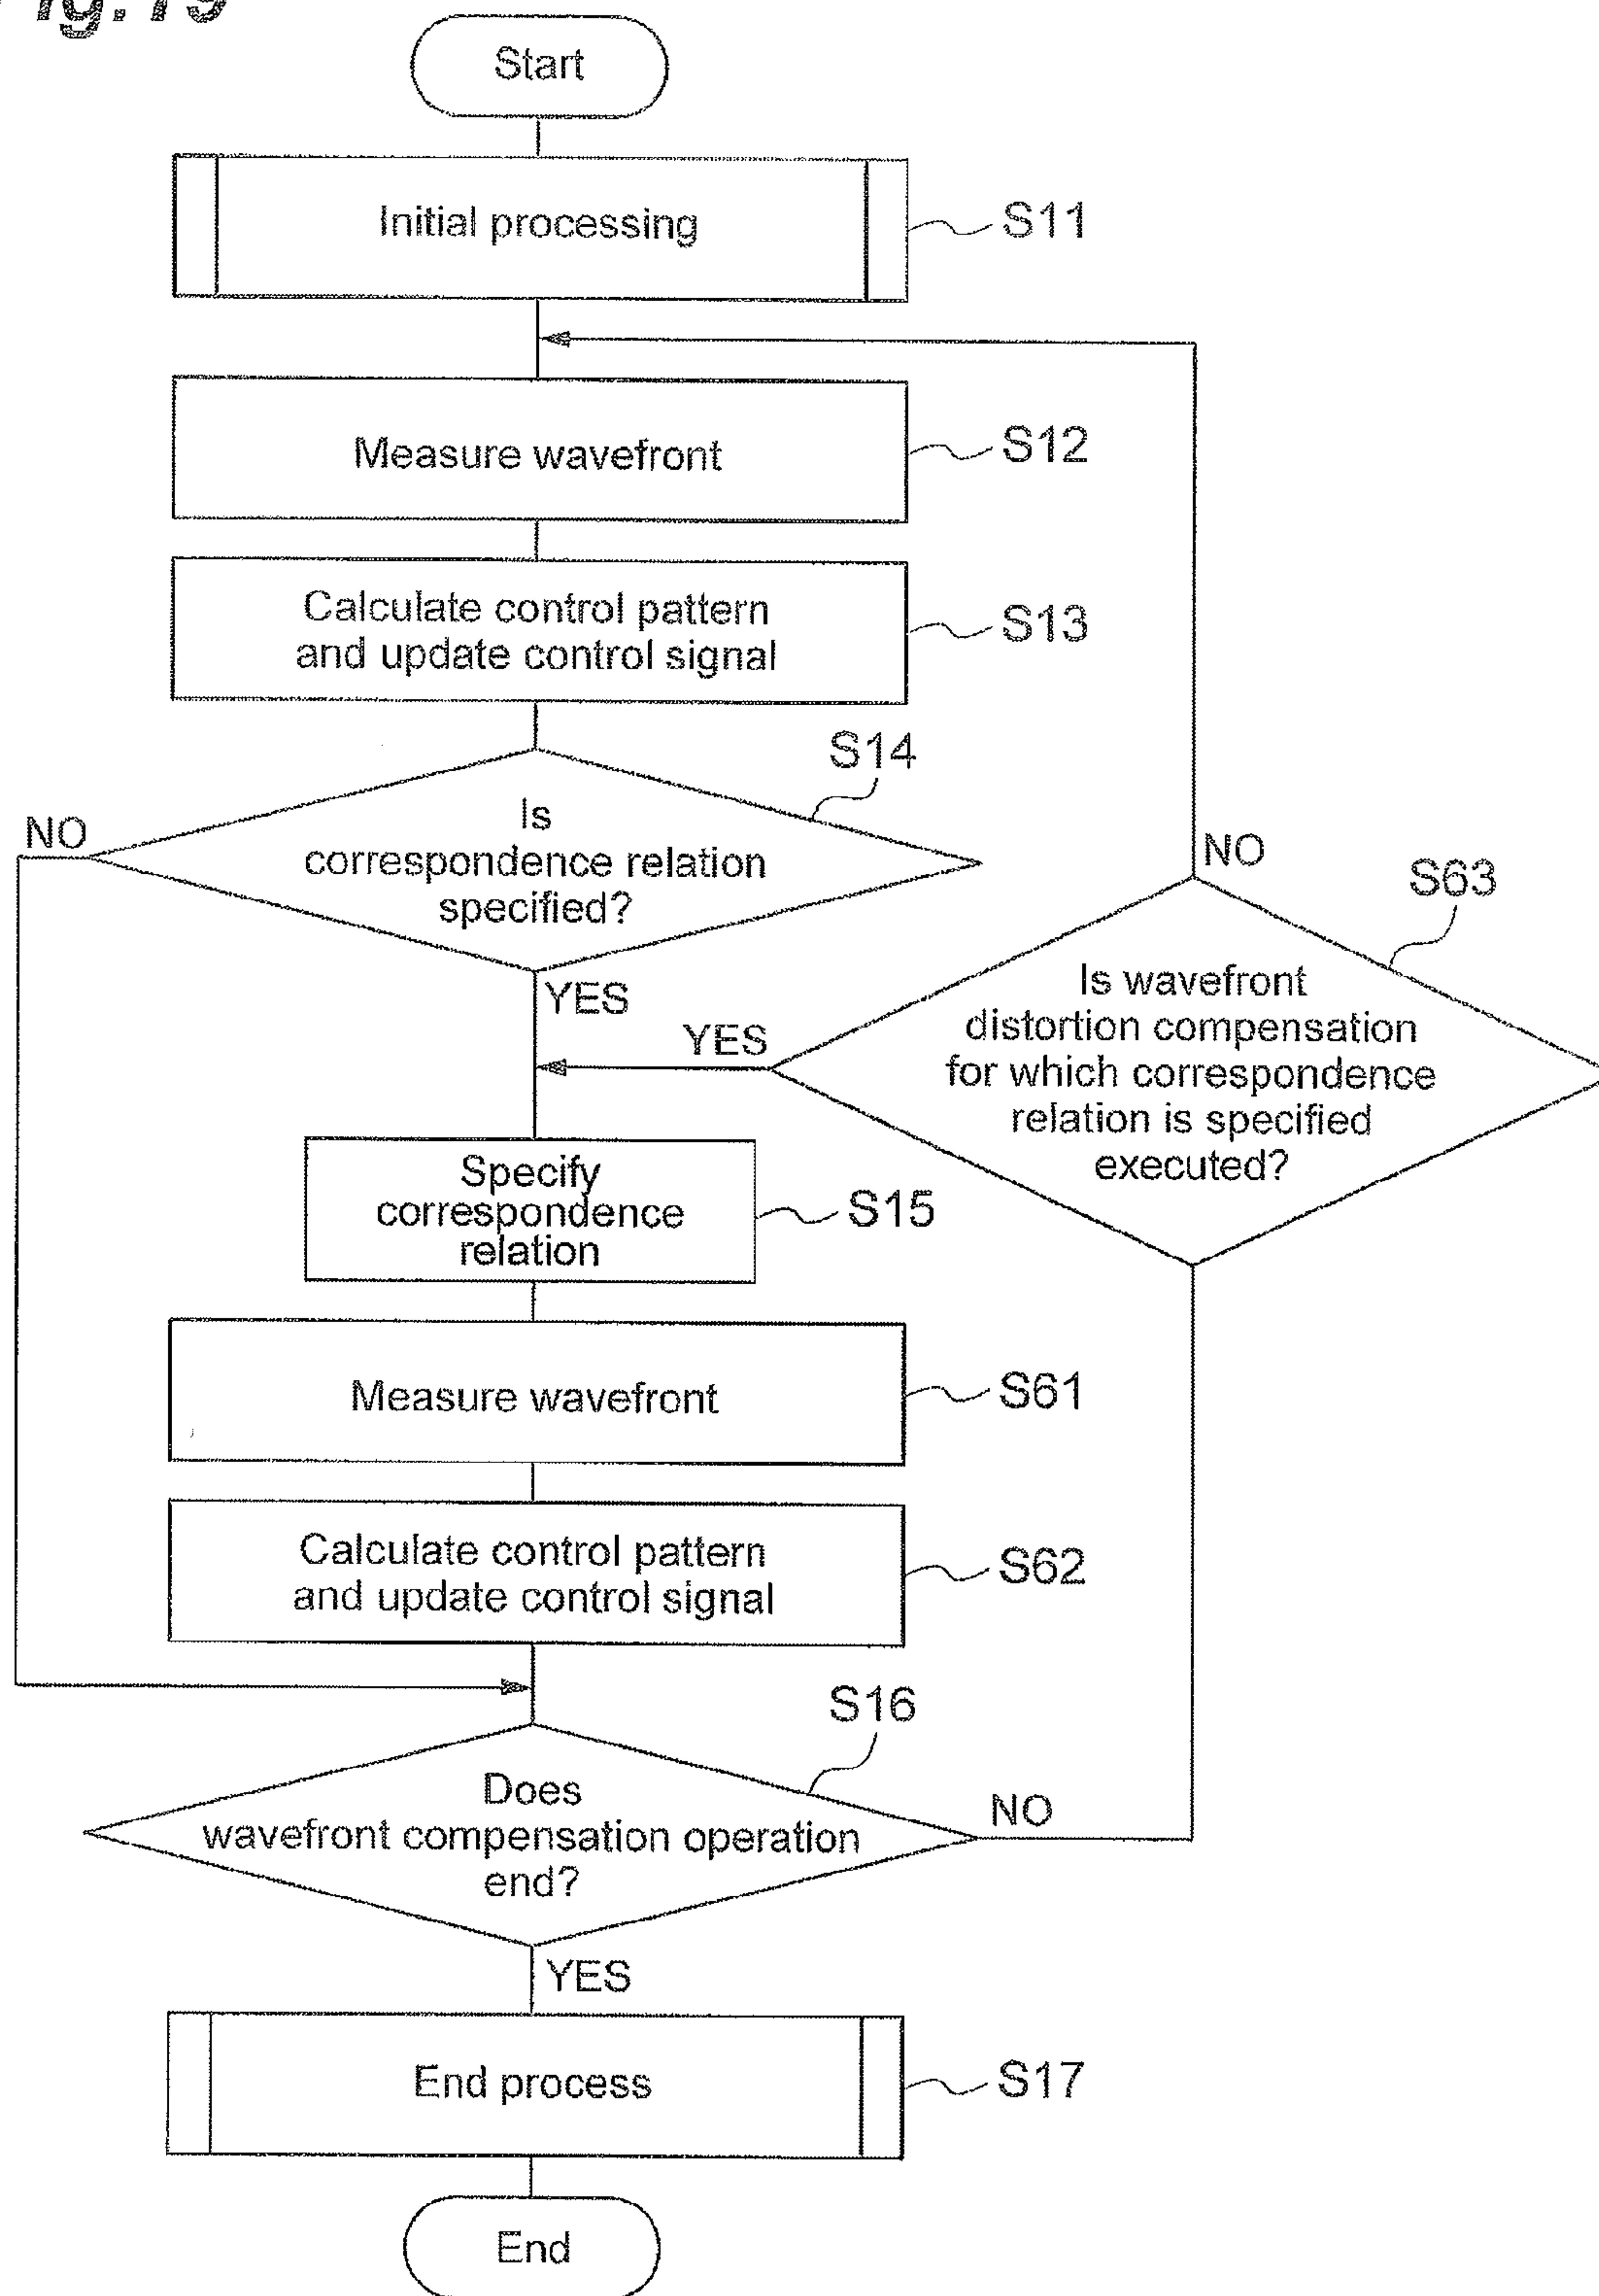 Fig.19
Start
Initial processing
S11
Measure wavefront
S12
Calculate control pattern
and update control signal
S13
S14
Is
correspondence relation
specified?
NO
YES
NO
S63
Is wavefront
distortion compensation
for which correspondence
relation is specified
executed?
YES
Specify
correspondence
relation
S15
Measure wavefront
S61
Calculate control pattern
and update control signal
S62
S16
Does
wavefront compensation operation
end?
NO
YES
End process
S17
End